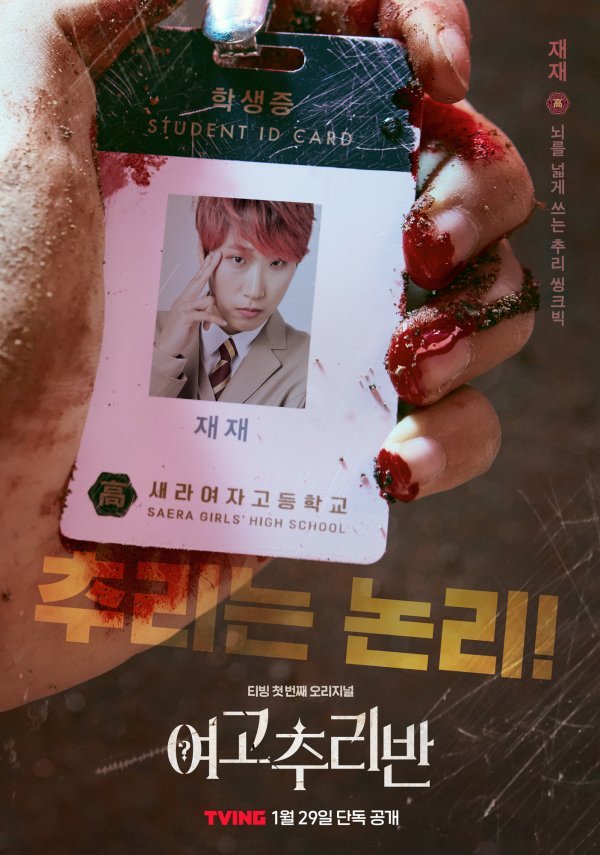 학생증
STUDENT ID CARD
재재
高
새라여자고등학교
SAERA GIRLS' HIGH SCHOOL
재재
高
뇌를 넓게 쓰는 추리 씽크빅
추리는 논리!
티빙 첫 번째 오리지널
여고추리반
?
TVING 1월 29일 단독 공개